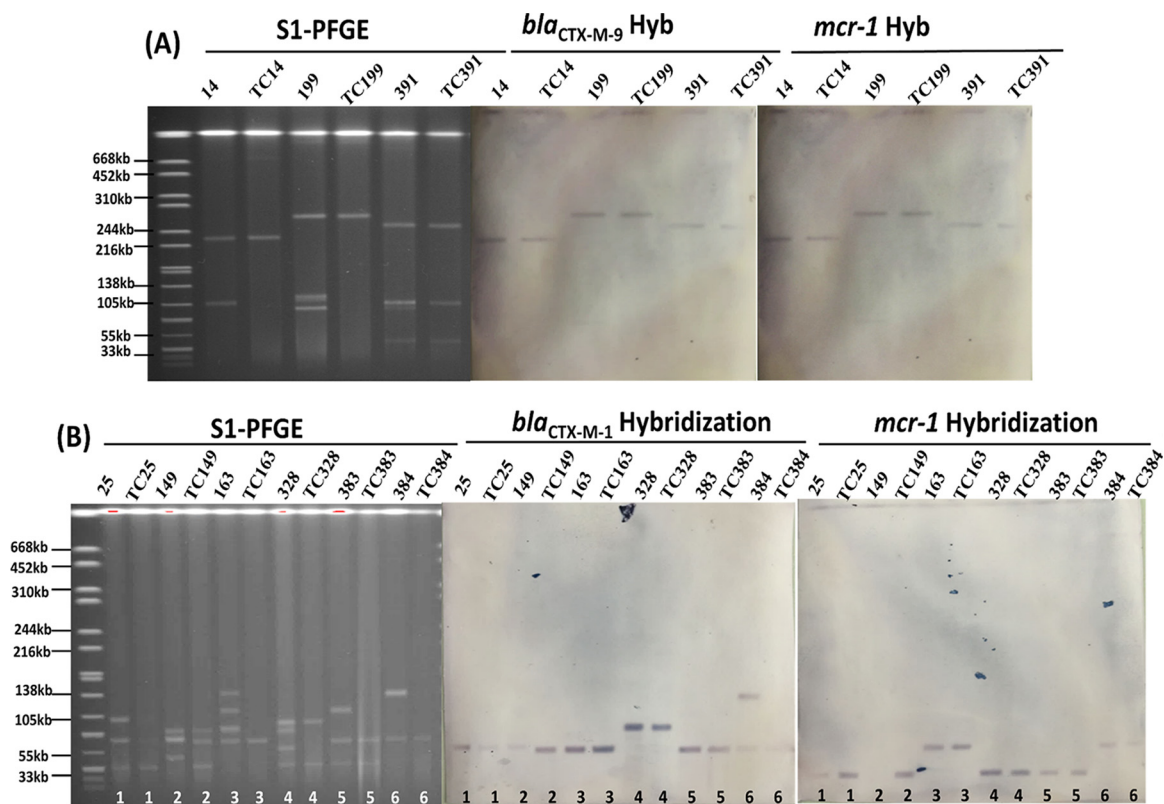 (A) S1-PFGE blaCTX-M-9 Hyb mcr-1 Hyb
14 TC14 199 TC199 391 TC391 14 TC14 199 TC199 391 TC391 14 TC14 199 TC199 391 TC391
668kb
452kb
310kb
244kb
216kb
138kb
105kb
55kb
33kb
(B) S1-PFGE blaCTX-M-1 Hybridization mcr-1 Hybridization
25 TC25 149 TC149 163 TC163 328 TC328 383 TC383 384 TC384 25 TC25 149 TC149 163 TC163 328 TC328 383 TC383 384 TC384 25 TC25 149 TC149 163 TC163 328 TC328 383 TC383 384 TC384
668kb
452kb
310kb
244kb
216kb
138kb
105kb
55kb
33kb
1 1 2 2 3 3 4 4 5 5 6 6 1 1 2 2 3 3 4 4 5 5 6 6 1 1 2 2 3 3 4 4 5 5 6 6